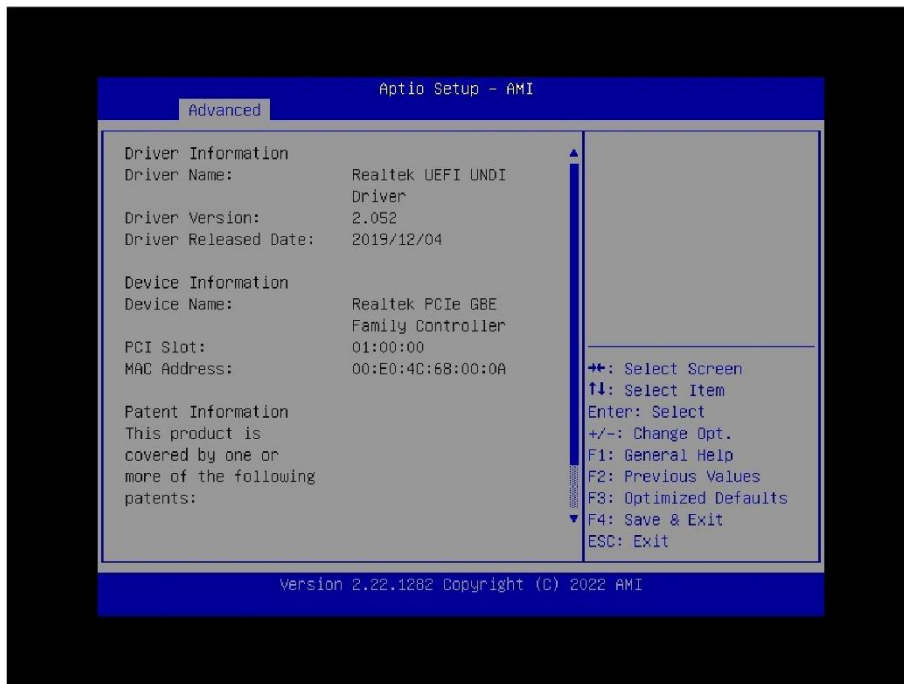 Aptio Setup - AMI
Advanced
Driver Information
Driver Name: Realtek UEFI UNDI
Driver
Driver Version: 2.052
Driver Released Date: 2019/12/04
Device Information
Device Name: Realtek PCIe GBE
Family Controller
PCI Slot: 01:00:00
MAC Address: 00:E0:4C:68:00:0A
Patent Information
This product is
covered by one or
more of the following
patents:
→←: Select Screen
↑↓: Select Item
Enter: Select
+/-: Change Opt.
F1: General Help
F2: Previous Values
F3: Optimized Defaults
F4: Save & Exit
ESC: Exit
Version 2.22.1282 Copyright (C) 2022 AMI